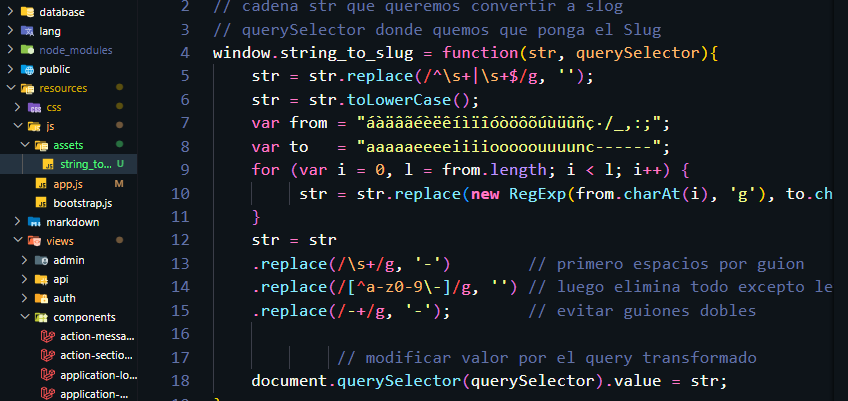 database
lang
node_modules
public
resources
css
js
assets
string_to... U
app.js M
bootstrap.js
markdown
views
admin
api
auth
components
action-messa...
action-sectio...
application-lo...
application-...
2 // cadena str que queremos convertir a slog
3 // querySelector donde quemos que ponga el Slug
4 window.string_to_slug = function(str, querySelector){
5 str = str.replace(/^\s+|\s+$/g, '');
6 str = str.toLowerCase();
7 var from = "áàäâãéèëêíìïîóòöôõúùüûñç·/_,:;";
8 var to = "aaaaaeeeeiiiiooooouuuunc------";
9 for (var i = 0, l = from.length; i < l; i++) {
10 str = str.replace(new RegExp(from.charAt(i), 'g'), to.ch
11 }
12 str = str
13 .replace(/\s+/g, '-') // primero espacios por guion
14 .replace(/[^a-z0-9\-]/g, '') // luego elimina todo excepto le
15 .replace(/-+/g, '-'); // evitar guiones dobles
16
17 // modificar valor por el query transformado
18 document.querySelector(querySelector).value = str;